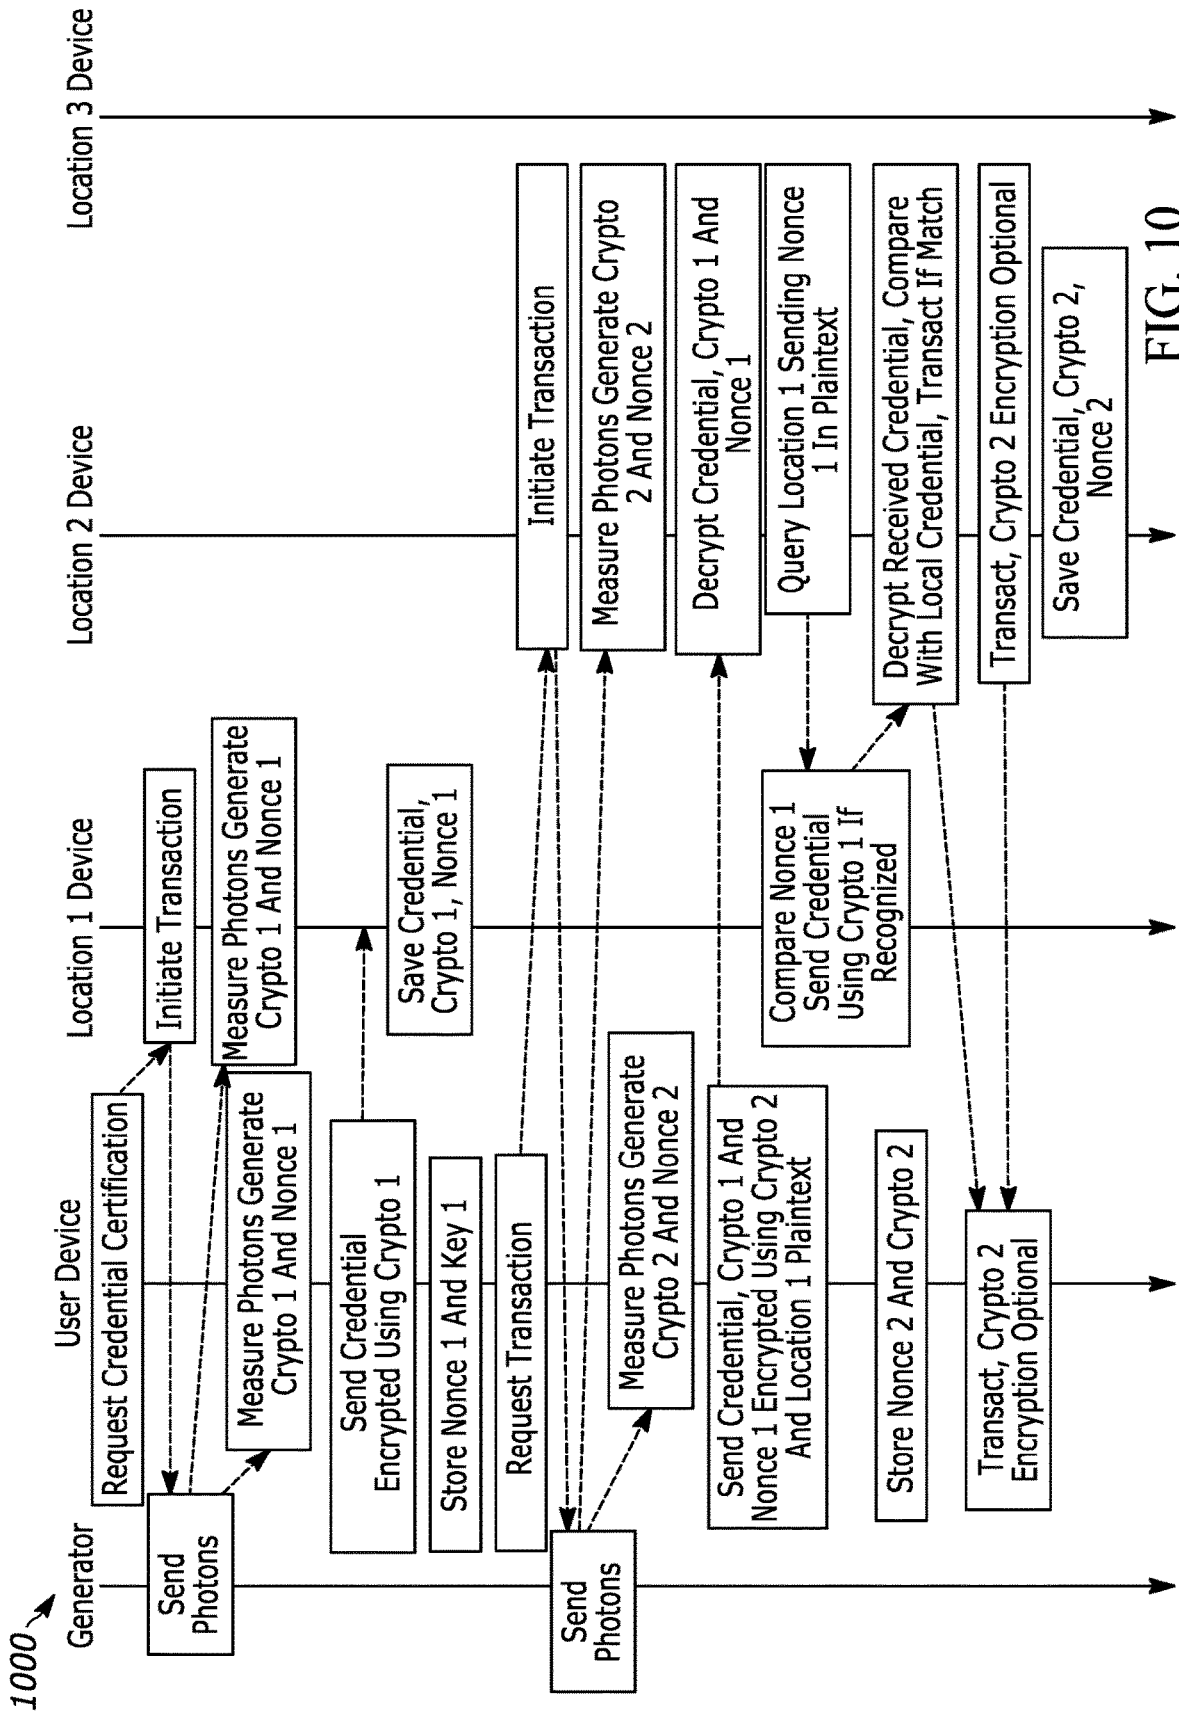 1000
Generator
User Device
Location 1 Device
Location 2 Device
Location 3 Device
Request Credential Certification
Initiate Transaction
Send
Photons
Measure Photons Generate
Crypto 1 And Nonce 1
Measure Photons Generate
Crypto 1 And Nonce 1
Send Credential
Encrypted Using Crypto 1
Save Credential,
Crypto 1, Nonce 1
Store Nonce 1 And Key 1
Request Transaction
Initiate Transaction
Send
Photons
Measure Photons Generate Crypto
2 And Nonce 2
Measure Photons Generate
Crypto 2 And Nonce 2
Send Credential, Crypto 1 And
Nonce 1 Encrypted Using Crypto 2
And Location 1 Plaintext
Decrypt Credential, Crypto 1 And
Nonce 1
Query Location 1 Sending Nonce
1 In Plaintext
Compare Nonce 1
Send Credential
Using Crypto 1 If
Recognized
Decrypt Received Credential, Compare
With Local Credential, Transact If Match
Store Nonce 2 And Crypto 2
Transact, Crypto 2
Encryption Optional
Transact, Crypto 2 Encryption Optional
Save Credential, Crypto 2,
Nonce 2
FIG. 10